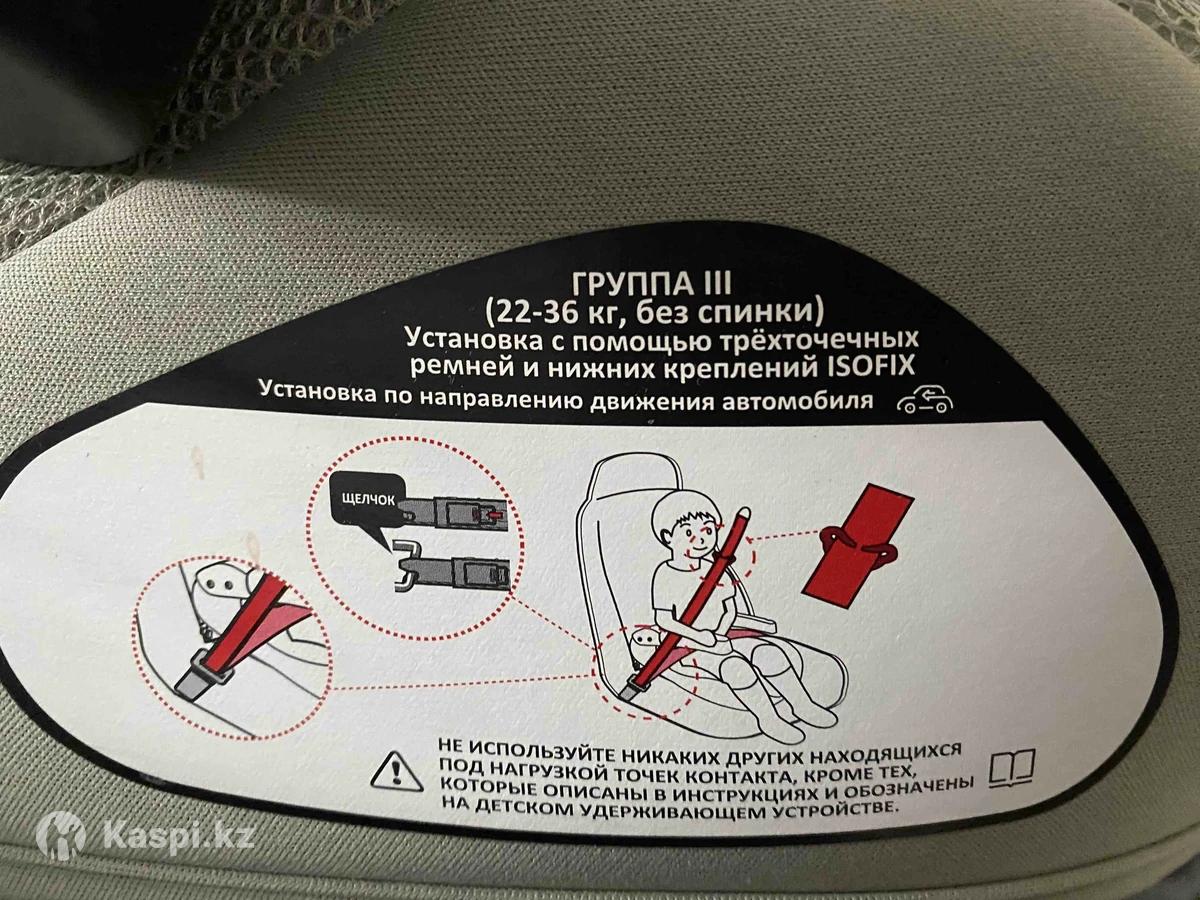 ГРУППА III
(22-36 кг, без спинки)
Установка с помощью трёхточечных
ремней и нижних креплений ISOFIX
Установка по направлению движения автомобиля
ЩЕЛЧОК
НЕ ИСПОЛЬЗУЙТЕ НИКАКИХ ДРУГИХ НАХОДЯЩИХСЯ
ПОД НАГРУЗКОЙ ТОЧЕК КОНТАКТА, КРОМЕ ТЕХ,
КОТОРЫЕ ОПИСАНЫ В ИНСТРУКЦИЯХ И ОБОЗНАЧЕНЫ
НА ДЕТСКОМ УДЕРЖИВАЮЩЕМ УСТРОЙСТВЕ.
Kaspi.kz